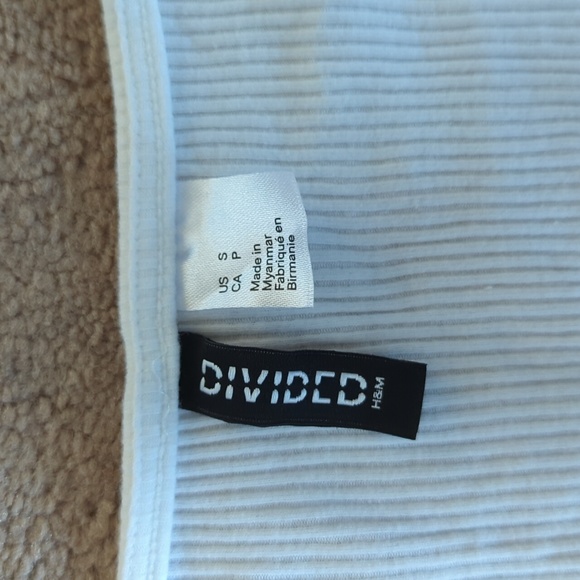 US S
CA P
Made in
Myanmar
Fabriqué en
Birmanie
DIVIDED
H&M